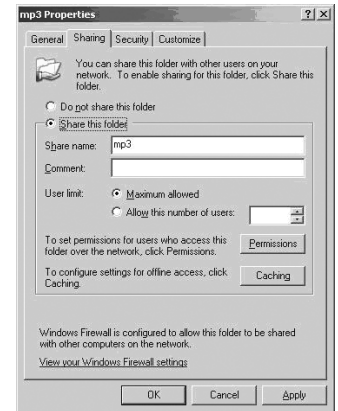 mp3 Properties
General Sharing Security Customize
You can share this folder with other users on your
network. To enable sharing for this folder, click Share this
folder.
Do not share this folder
Share this folder
Share name: mp3
Comment:
User limit: Maximum allowed
Allow this number of users:
To set permissions for users who access this
folder over the network, click Permissions.
Permissions
To configure settings for offline access, click
Caching.
Caching
Windows Firewall is configured to allow this folder to be shared
with other computers on the network.
View your Windows Firewall settings
OK Cancel Apply